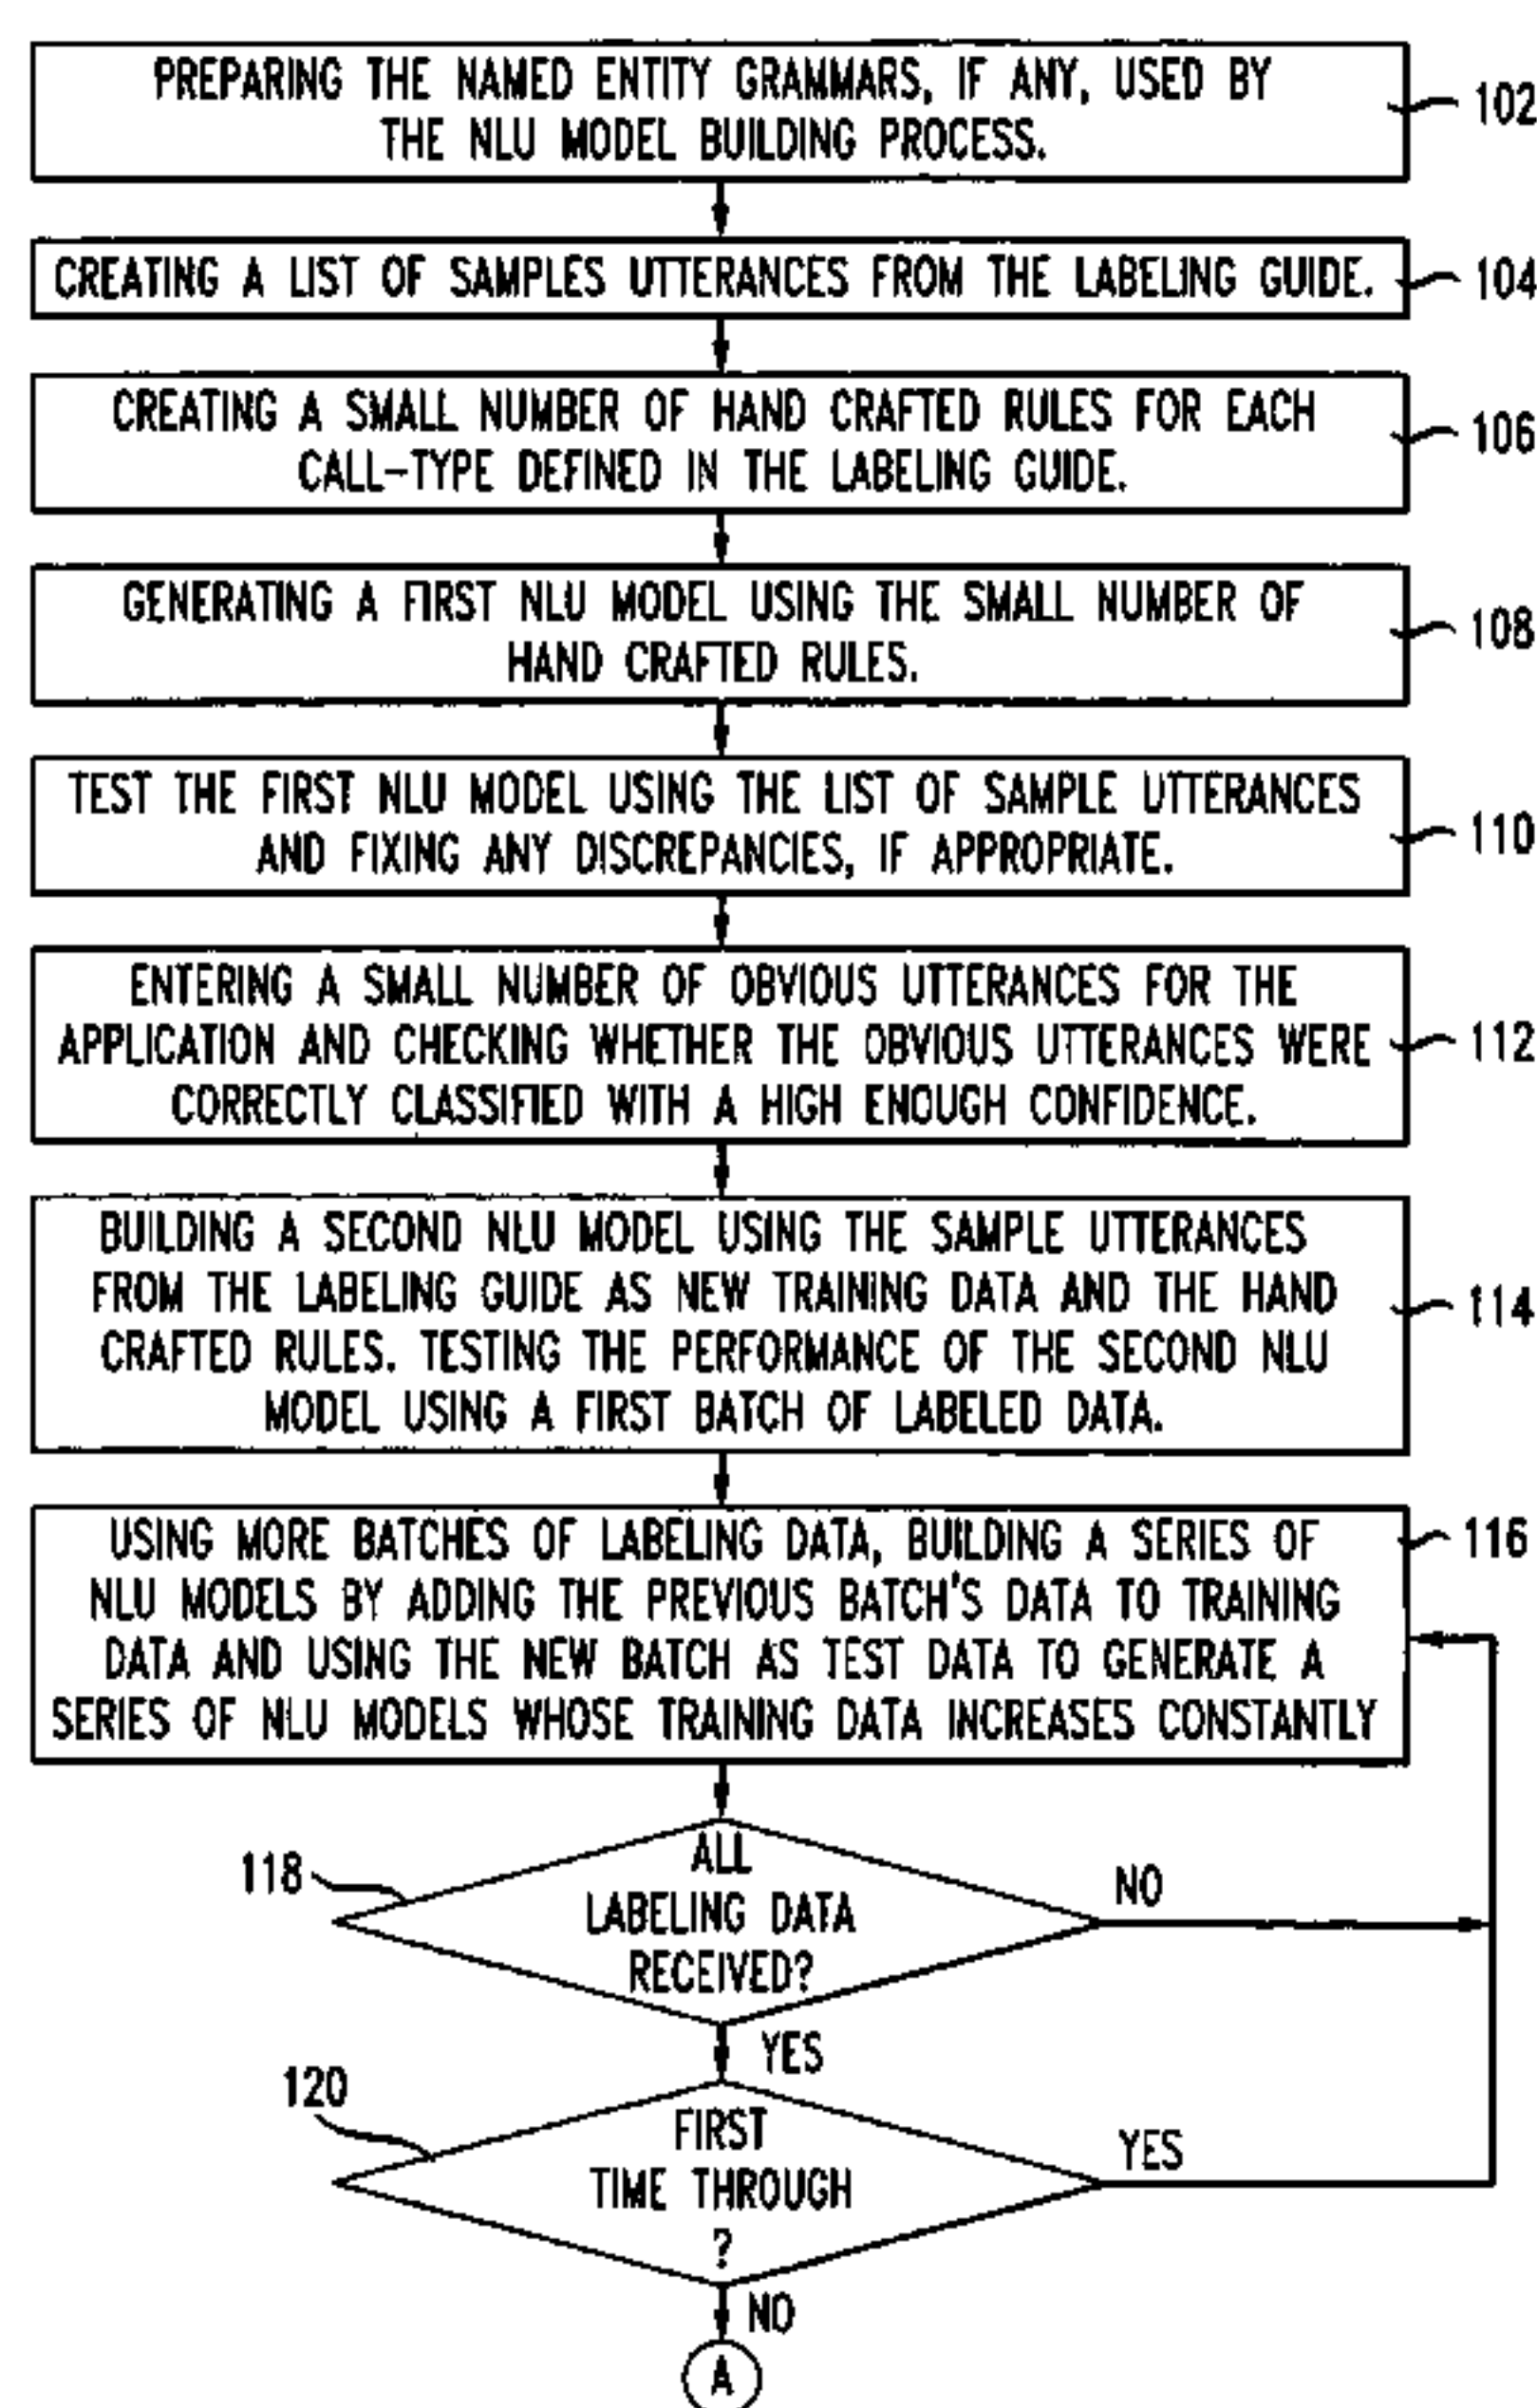 PREPARING THE NAMED ENTITY GRAMMARS, IF ANY, USED BY
THE NLU MODEL BUILDING PROCESS.
102
CREATING A LIST OF SAMPLES UTTERANCES FROM THE LABELING GUIDE.
104
CREATING A SMALL NUMBER OF HAND CRAFTED RULES FOR EACH
CALL-TYPE DEFINED IN THE LABELING GUIDE.
106
GENERATING A FIRST NLU MODEL USING THE SMALL NUMBER OF
HAND CRAFTED RULES.
108
TEST THE FIRST NLU MODEL USING THE LIST OF SAMPLE UTTERANCES
AND FIXING ANY DISCREPANCIES, IF APPROPRIATE.
110
ENTERING A SMALL NUMBER OF OBVIOUS UTTERANCES FOR THE
APPLICATION AND CHECKING WHETHER THE OBVIOUS UTTERANCES WERE
CORRECTLY CLASSIFIED WITH A HIGH ENOUGH CONFIDENCE.
112
BUILDING A SECOND NLU MODEL USING THE SAMPLE UTTERANCES
FROM THE LABELING GUIDE AS NEW TRAINING DATA AND THE HAND
CRAFTED RULES. TESTING THE PERFORMANCE OF THE SECOND NLU
MODEL USING A FIRST BATCH OF LABELED DATA.
114
USING MORE BATCHES OF LABELING DATA, BUILDING A SERIES OF
NLU MODELS BY ADDING THE PREVIOUS BATCH'S DATA TO TRAINING
DATA AND USING THE NEW BATCH AS TEST DATA TO GENERATE A
SERIES OF NLU MODELS WHOSE TRAINING DATA INCREASES CONSTANTLY
116
118
ALL
LABELING DATA
RECEIVED?
NO
YES
120
FIRST
TIME THROUGH
?
YES
NO
A